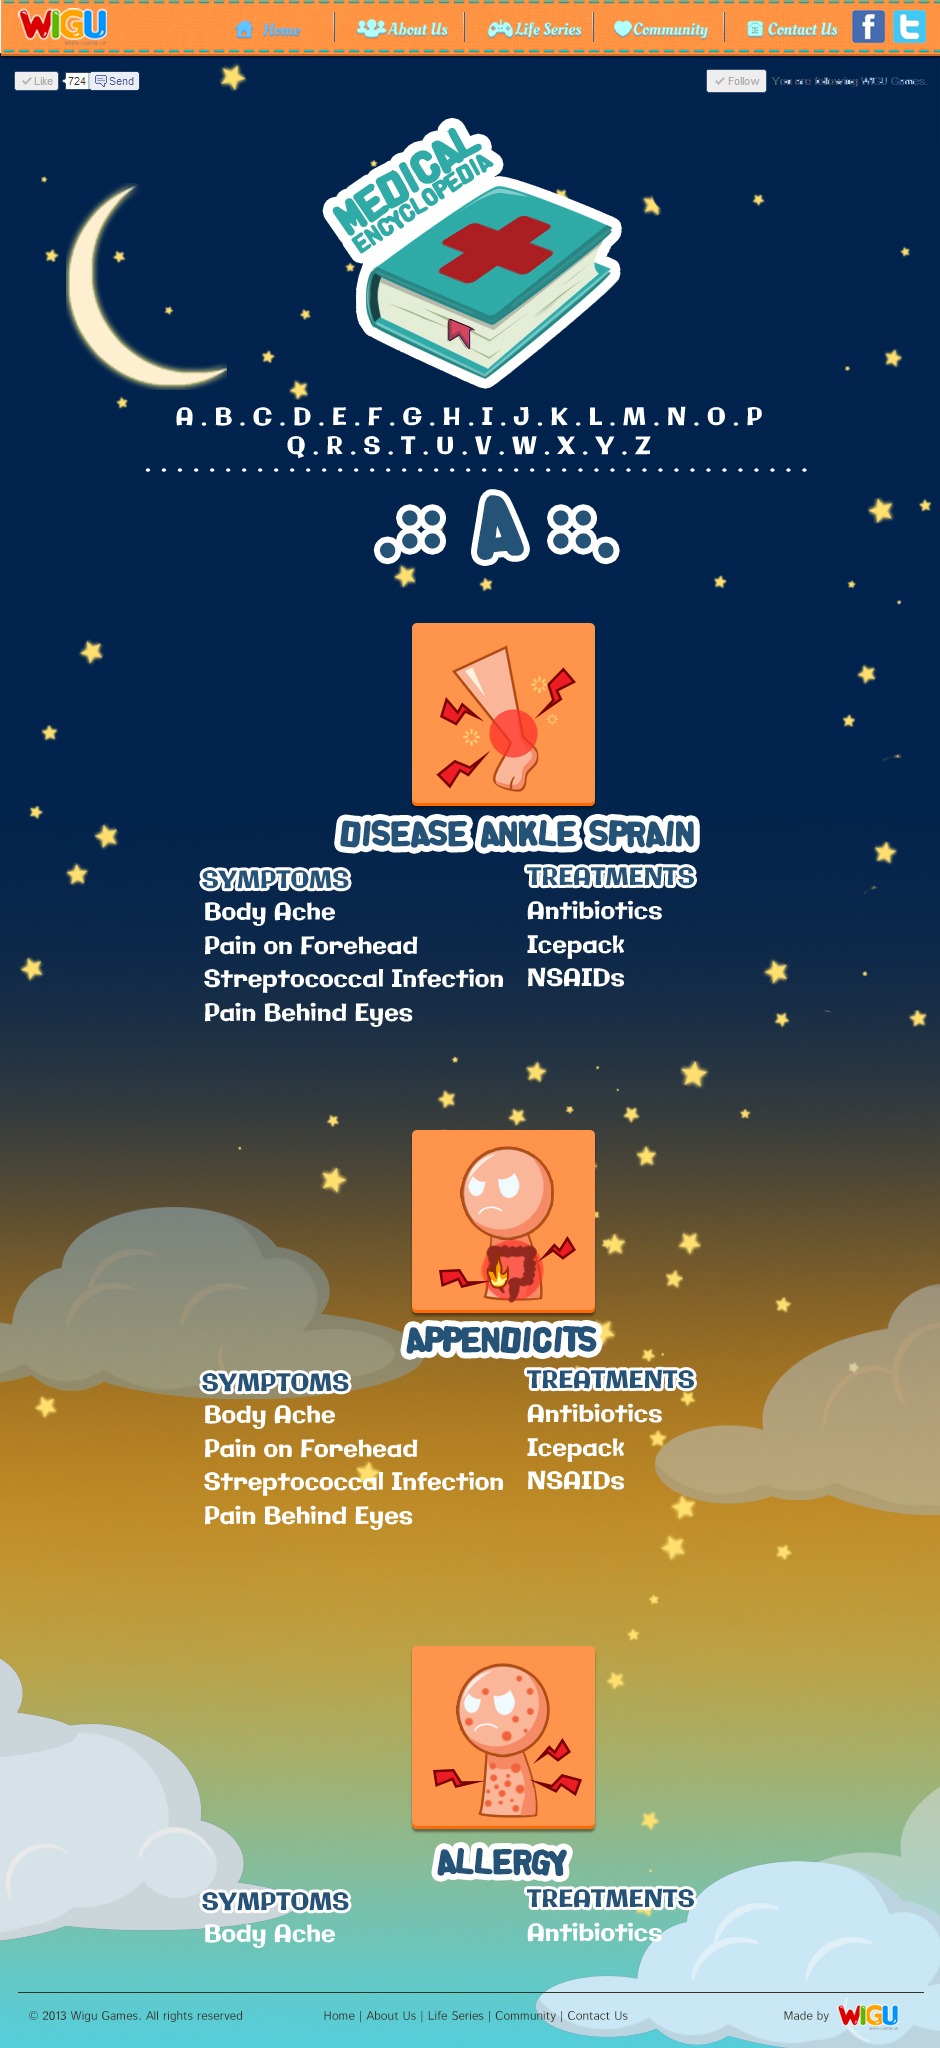 WIGU Home About Us Life Series Community Contact Us
Like 724 Send Follow You are following WIGU Games.
MEDICAL
ENCYCLOPEDIA
A . B . C . D . E . F . G . H . I . J . K . L . M . N . O . P
Q . R . S . T . U . V . W . X . Y . Z
A
DISEASE ANKLE SPRAIN
SYMPTOMS TREATMENTS
Body Ache Antibiotics
Pain on Forehead Icepack
Streptococcal Infection NSAIDs
Pain Behind Eyes
APPENDICITS
SYMPTOMS TREATMENTS
Body Ache Antibiotics
Pain on Forehead Icepack
Streptococcal Infection NSAIDs
Pain Behind Eyes
ALLERGY
SYMPTOMS TREATMENTS
Body Ache Antibiotics
© 2013 Wigu Games. All rights reserved Home | About Us | Life Series | Community | Contact Us Made by WIGU